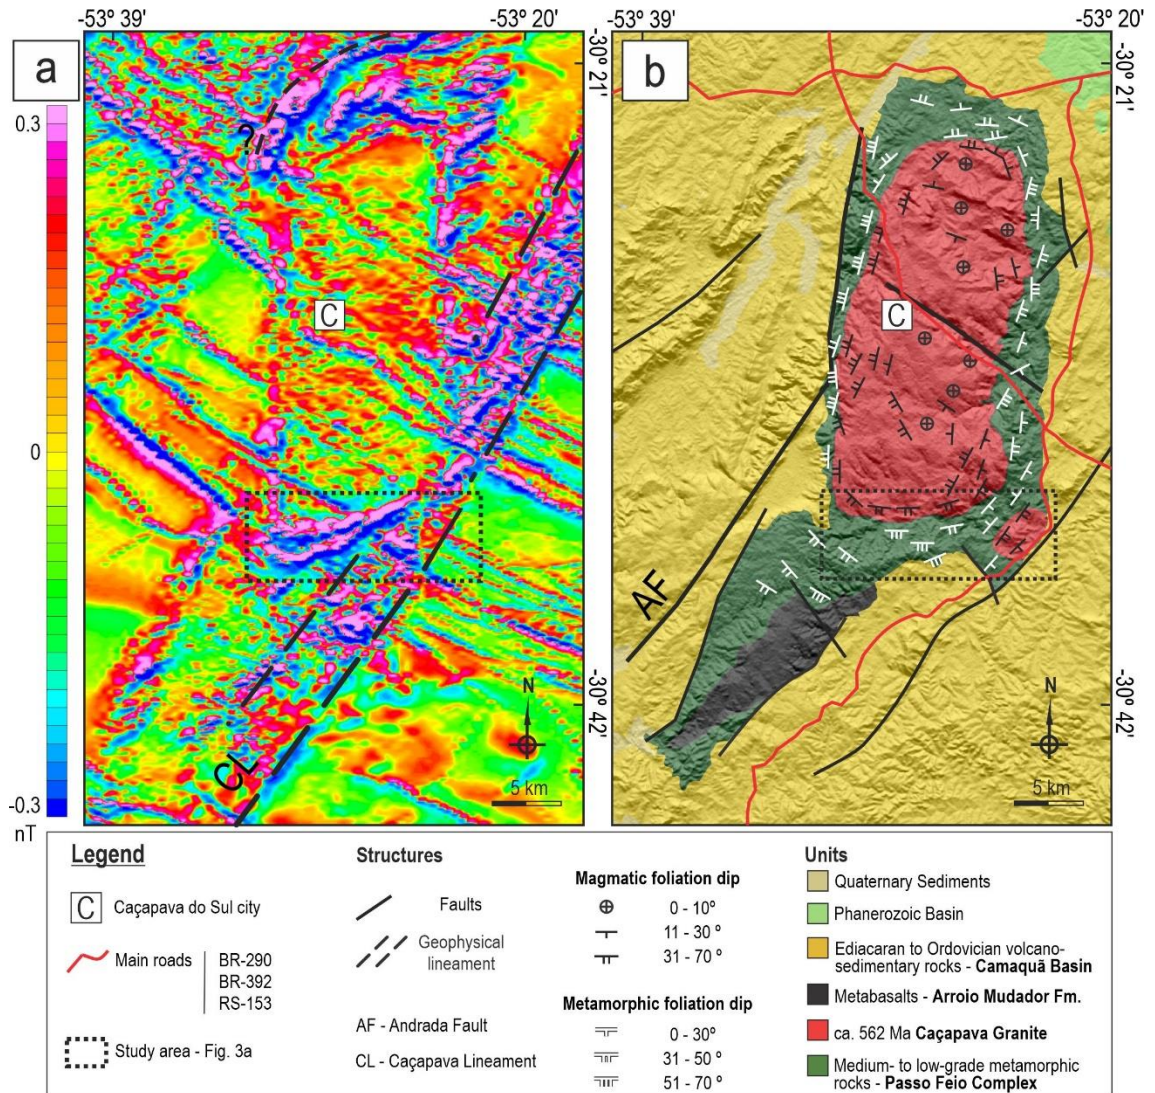 -53º 39'
-53º 20'
-53º 39'
-53º 20'
a
b
0.3
0
-0.3
nT
?
C
CL
N
5 km
-30º 21'
-30º 42'
C
AF
N
5 km
-30º 21'
-30º 42'
Legend
C Caçapava do Sul city
Main roads
BR-290
BR-392
RS-153
Study area - Fig. 3a
Structures
Faults
Geophysical
lineament
AF - Andrada Fault
CL - Caçapava Lineament
Magmatic foliation dip
0 - 10º
11 - 30 º
31 - 70 º
Metamorphic foliation dip
0 - 30º
31 - 50 º
51 - 70 º
Units
Quaternary Sediments
Phanerozoic Basin
Ediacaran to Ordovician volcano-
sedimentary rocks - Camaquã Basin
Metabasalts - Arroio Mudador Fm.
ca. 562 Ma Caçapava Granite
Medium- to low-grade metamorphic
rocks - Passo Feio Complex